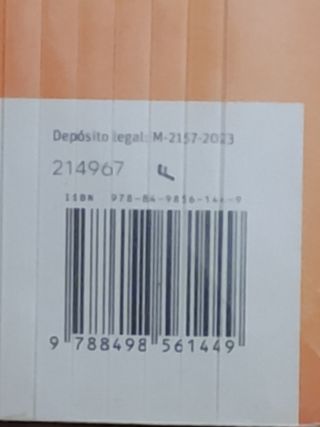 Depósito legal: M-2157-2023
214967 F
ISBN 978-84-9856-144-9
9 788498 561449